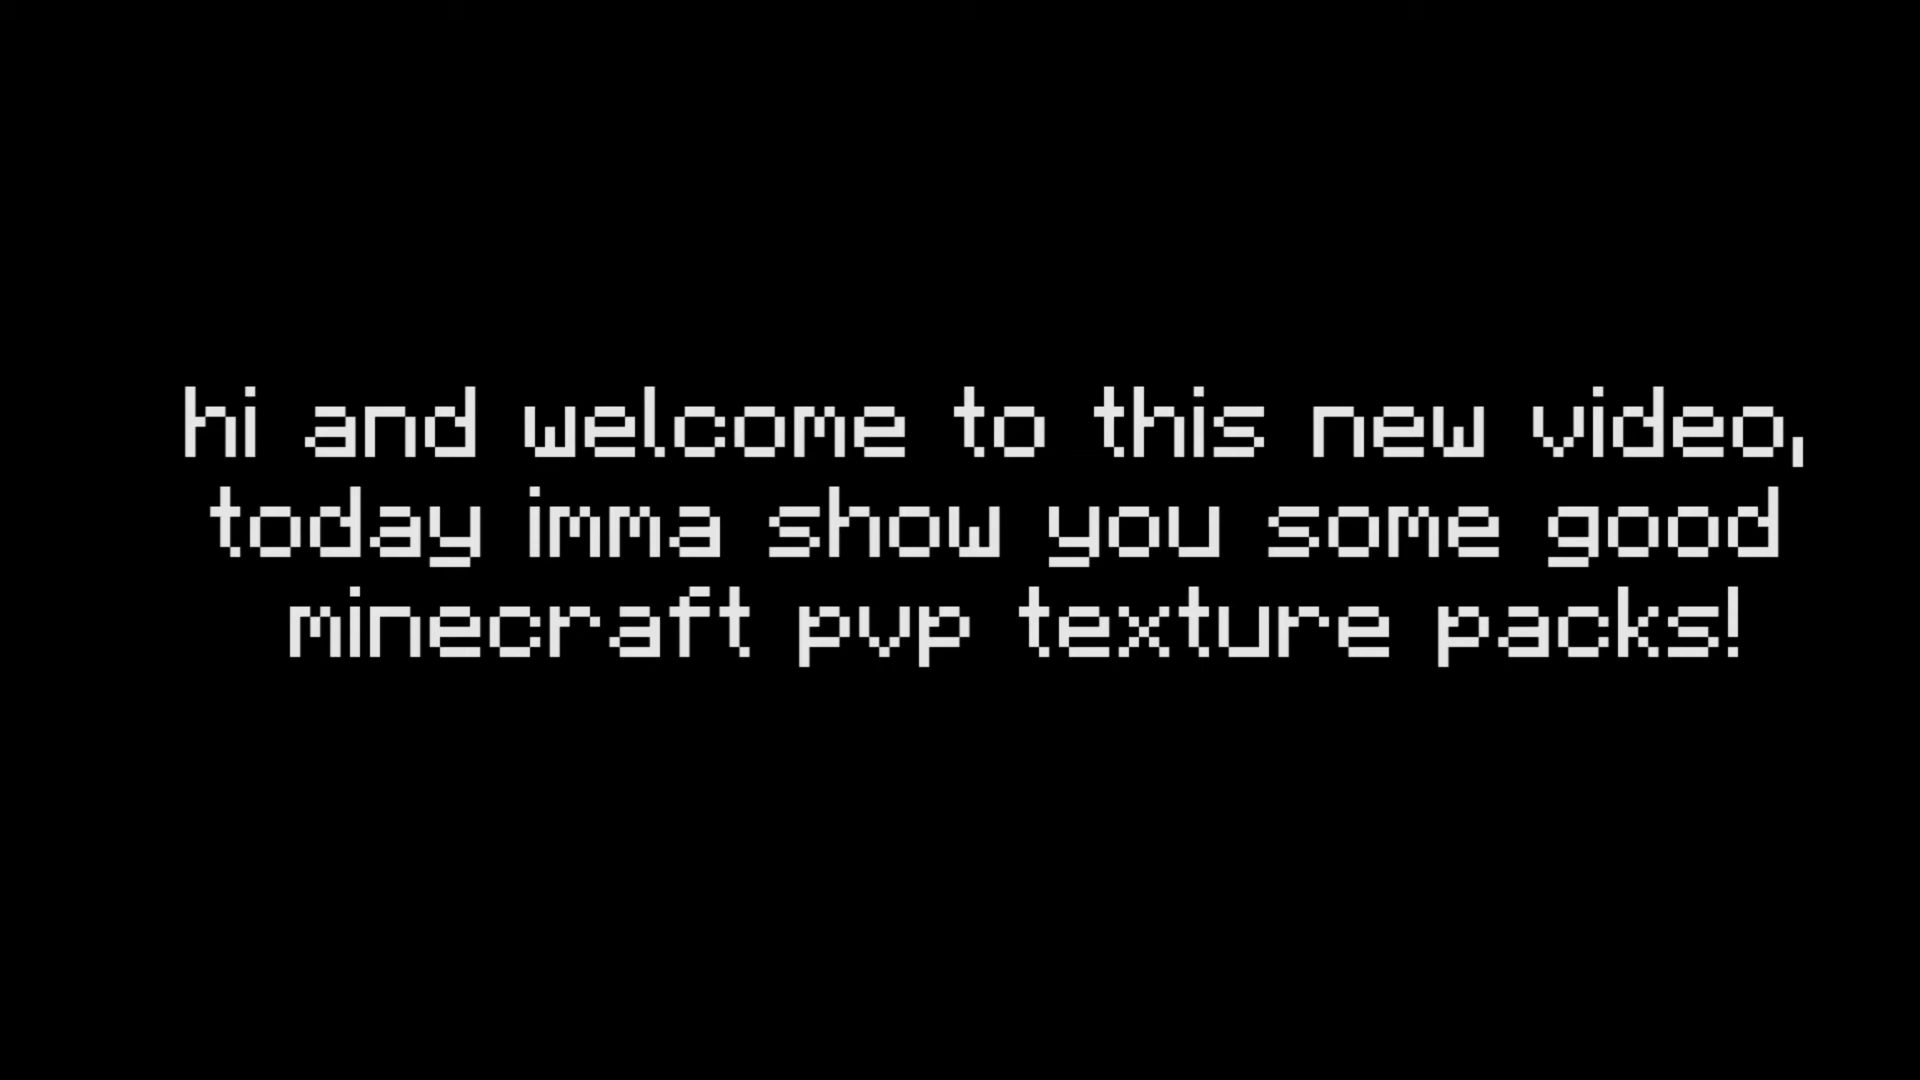 hi and welcome to this new video,
today imma show you some good
minecraft pvp texture packs!